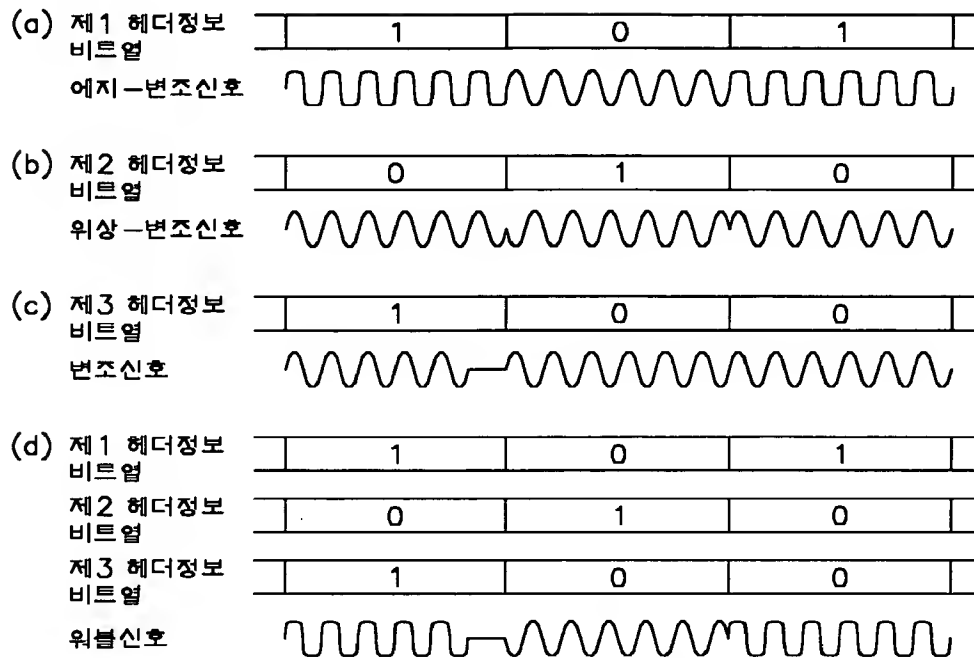 (a) 제1 헤더정보 비트열 1 0 1
에지-변조신호
(b) 제2 헤더정보 비트열 0 1 0
위상-변조신호
(c) 제3 헤더정보 비트열 1 0 0
변조신호
(d) 제1 헤더정보 비트열 1 0 1
제2 헤더정보 비트열 0 1 0
제3 헤더정보 비트열 1 0 0
워블신호